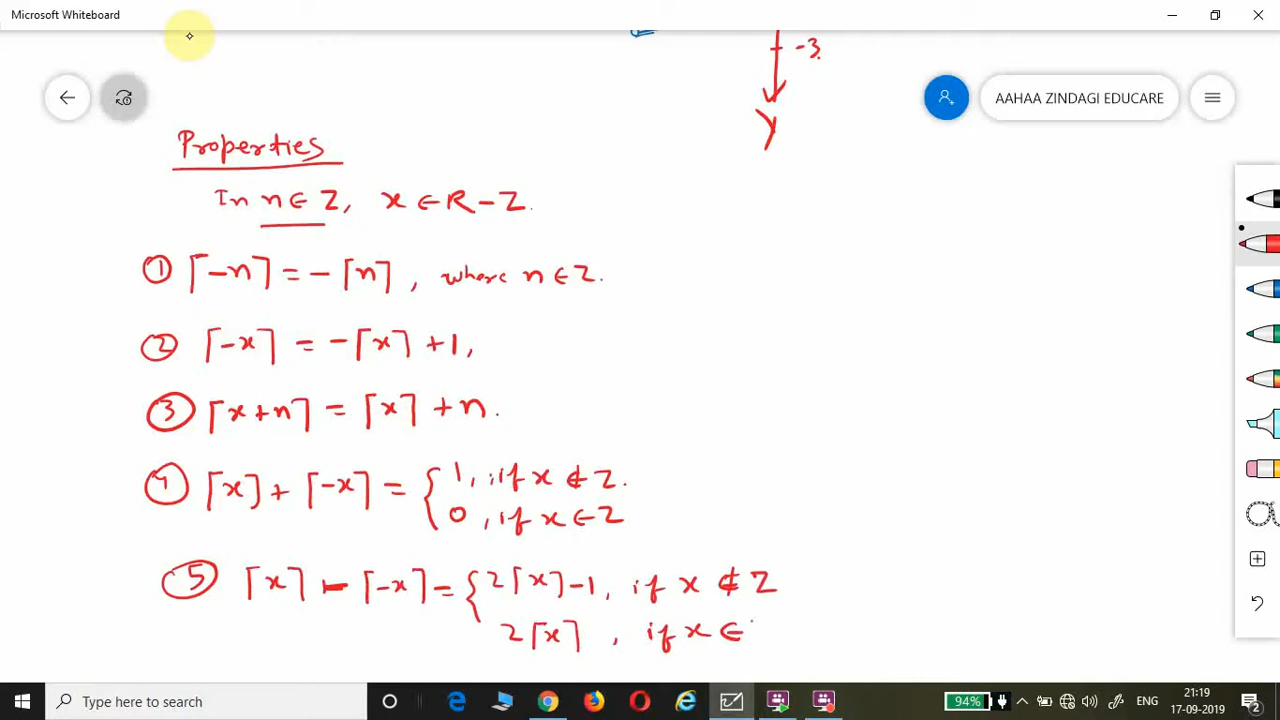 Microsoft Whiteboard
-3
AAHAA ZINDAGI EDUCARE
Y
Properties
In n∈Z, x∈R-Z.
① ⌈-n⌉ = -⌈n⌉, where n∈Z.
② ⌈-x⌉ = -⌈x⌉ +1,
③ ⌈x+n⌉ = ⌈x⌉ +n.
④ ⌈x⌉ + ⌈-x⌉ = { 1, if x ∉ Z.
0, if x ∈ Z
⑤ ⌈x⌉ - ⌈-x⌉ = { 2⌈x⌉-1, if x ∉ Z
2⌈x⌉, if x ∈
Type here to search
94%
ENG
21:19
17-09-2019
2